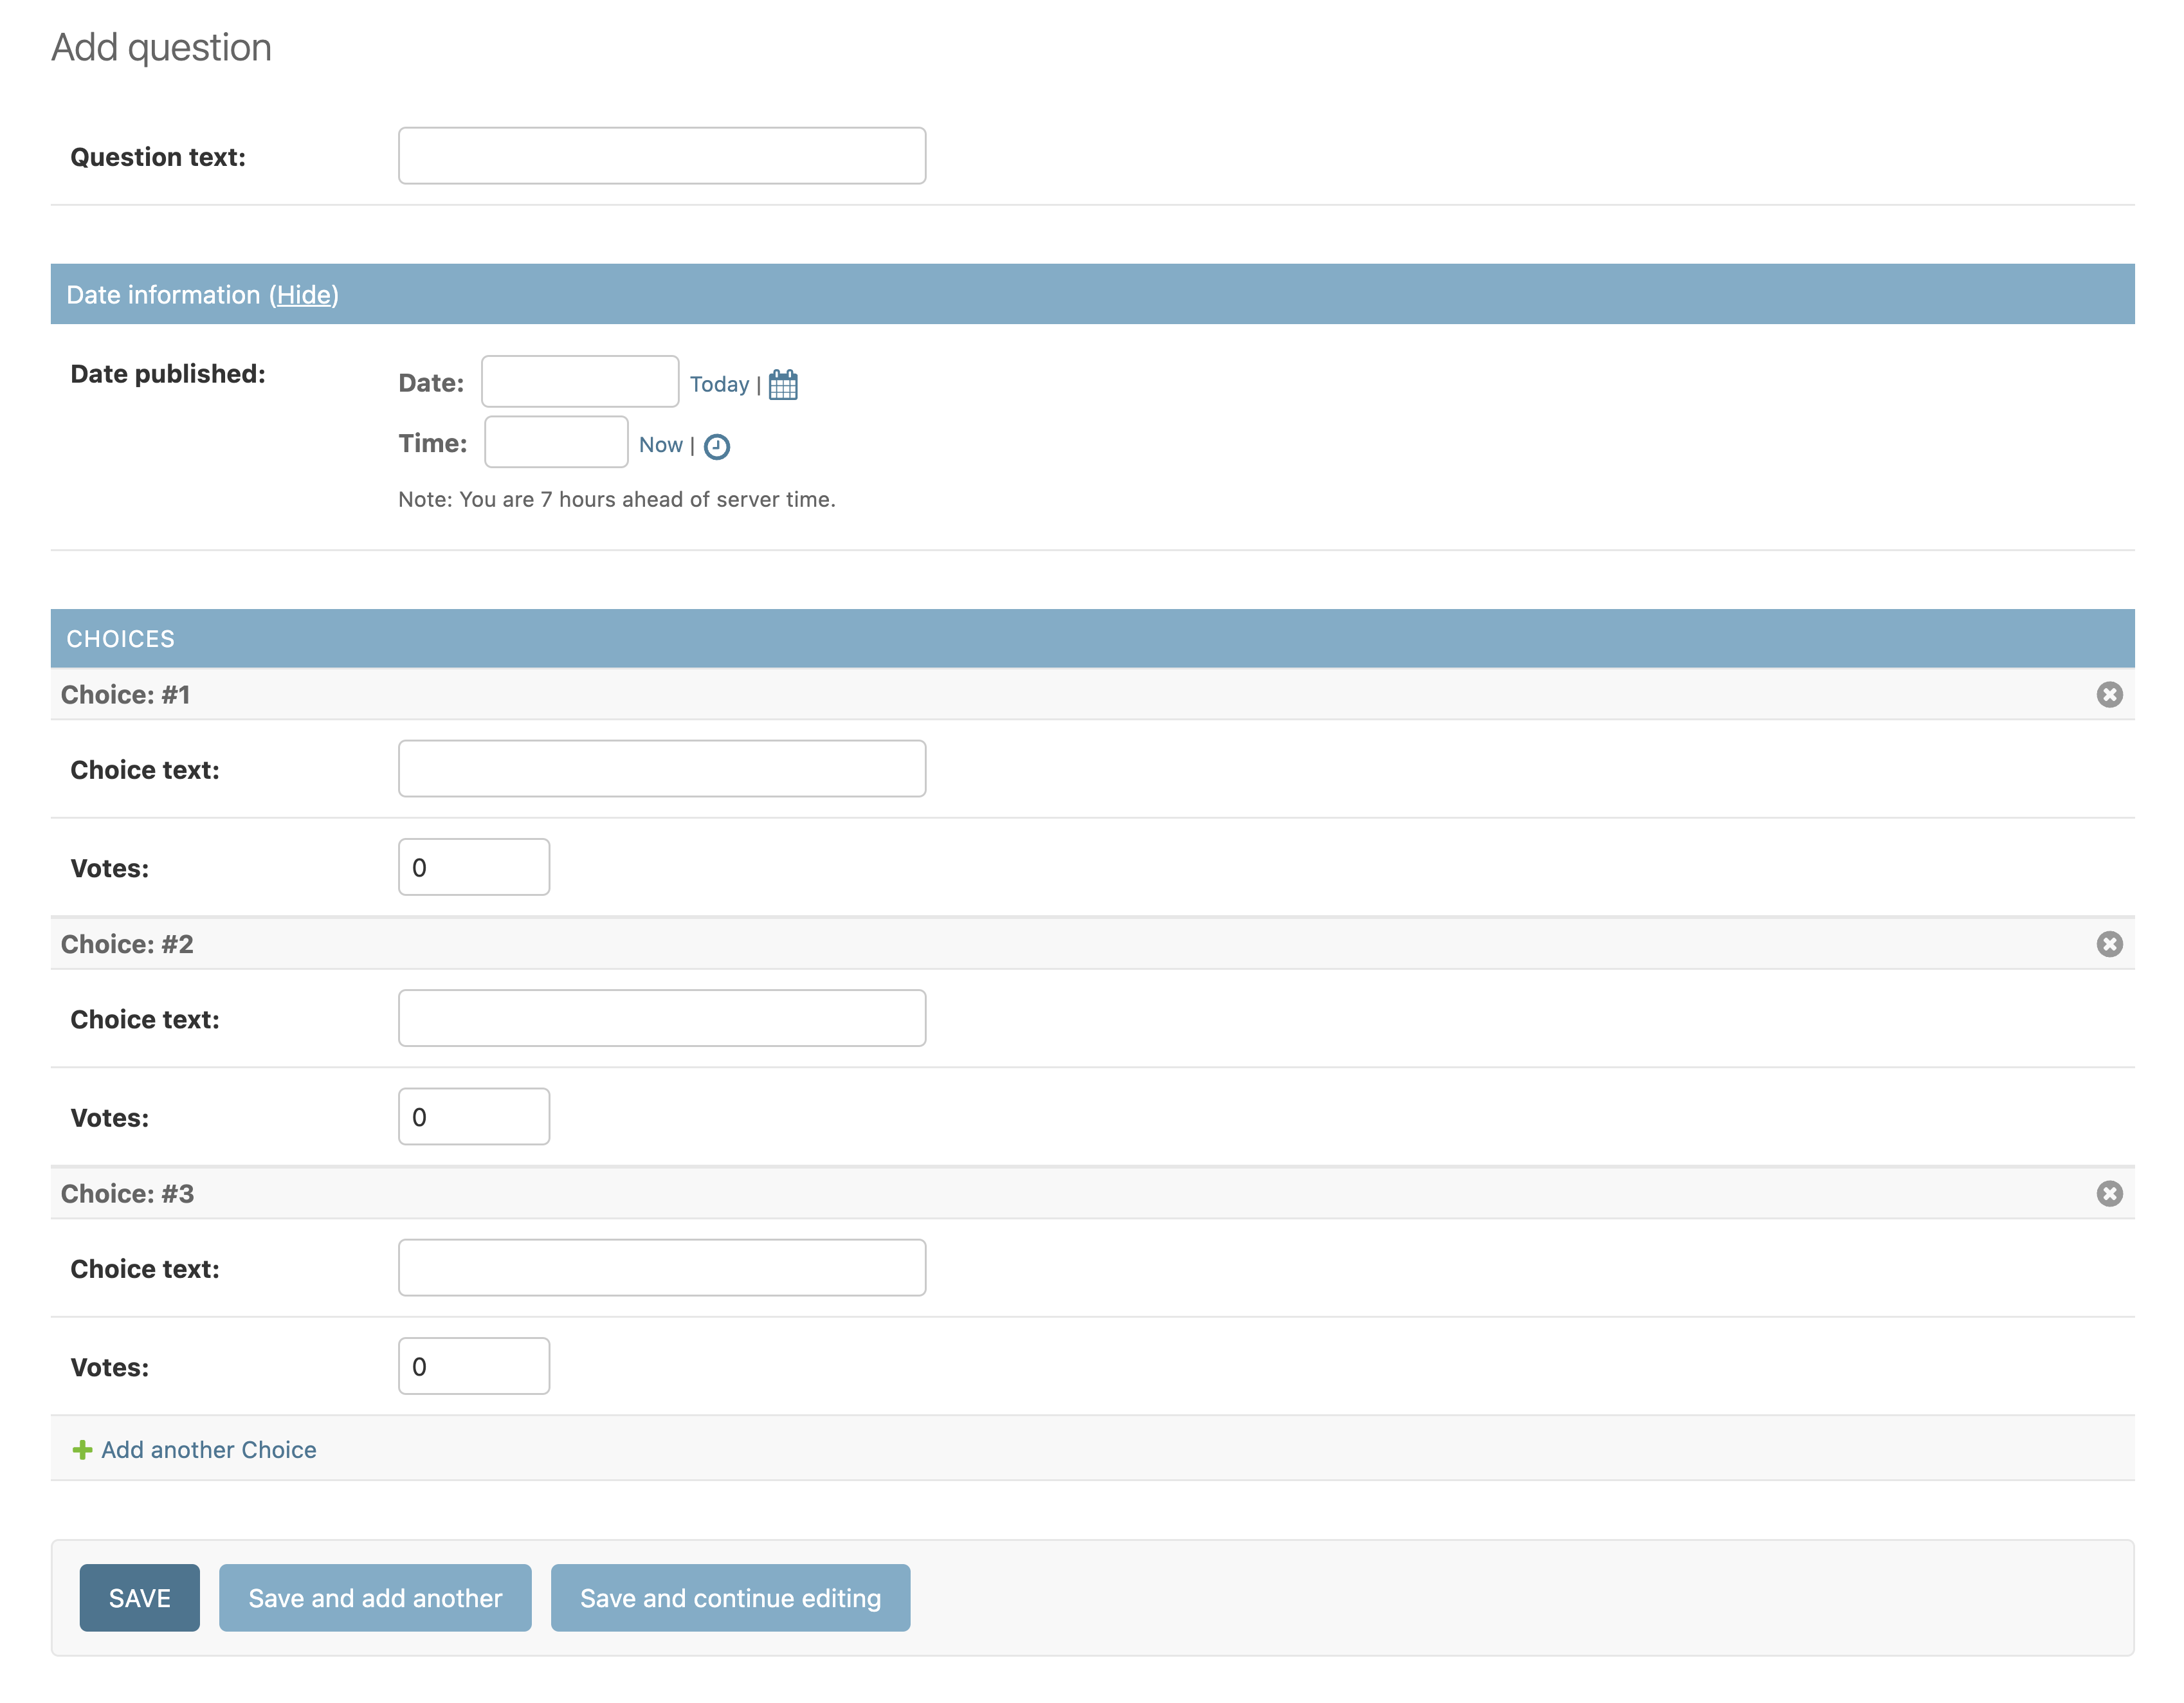 Add question
Question text:
Date information (Hide)
Date published:
Date: Today |
Time: Now |
Note: You are 7 hours ahead of server time.
CHOICES
Choice: #1
Choice text:
Votes: 0
Choice: #2
Choice text:
Votes: 0
Choice: #3
Choice text:
Votes: 0
Add another Choice
SAVE Save and add another Save and continue editing